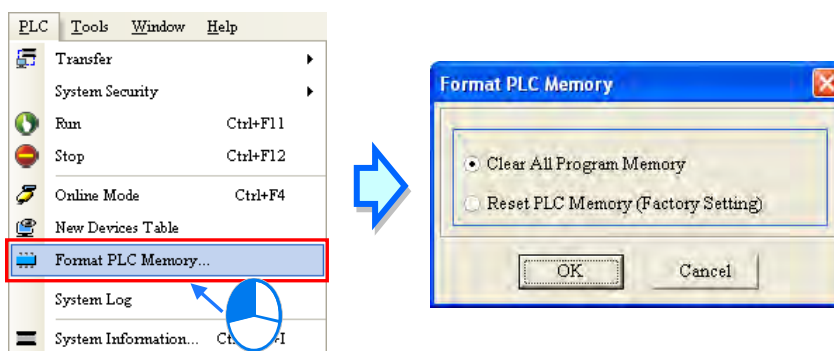 PLC Tools Window Help
Transfer
System Security
Run Ctrl+F11
Stop Ctrl+F12
Online Mode Ctrl+F4
New Devices Table
Format PLC Memory...
System Log
System Information...
Format PLC Memory
Clear All Program Memory
Reset PLC Memory (Factory Setting)
OK Cancel